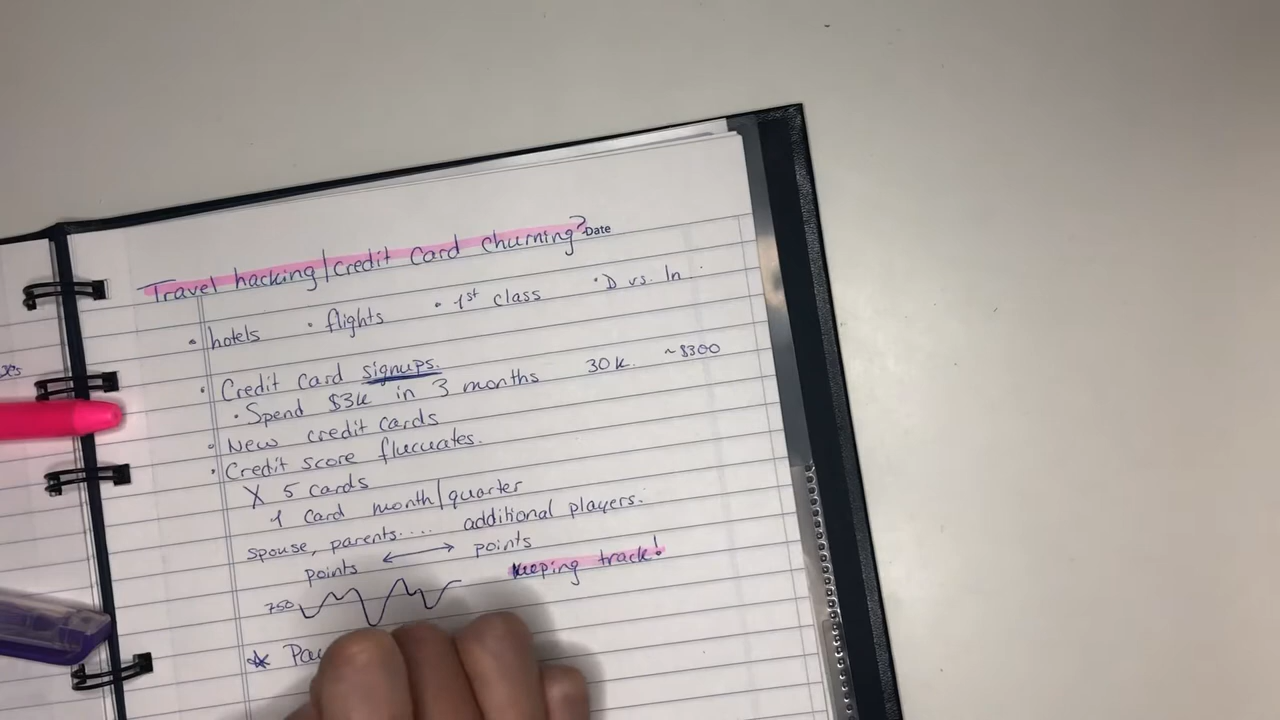 Travel hacking/credit card churning? Date
• hotels • flights • 1st class • D vs. In
• Credit Card signups.
• Spend $3k in 3 months 30k ~$300
• New credit cards
• Credit score flucuates.
X 5 cards
1 card month/quarter
spouse, parents.... additional players.
points ⟷ points
keeping track!
750